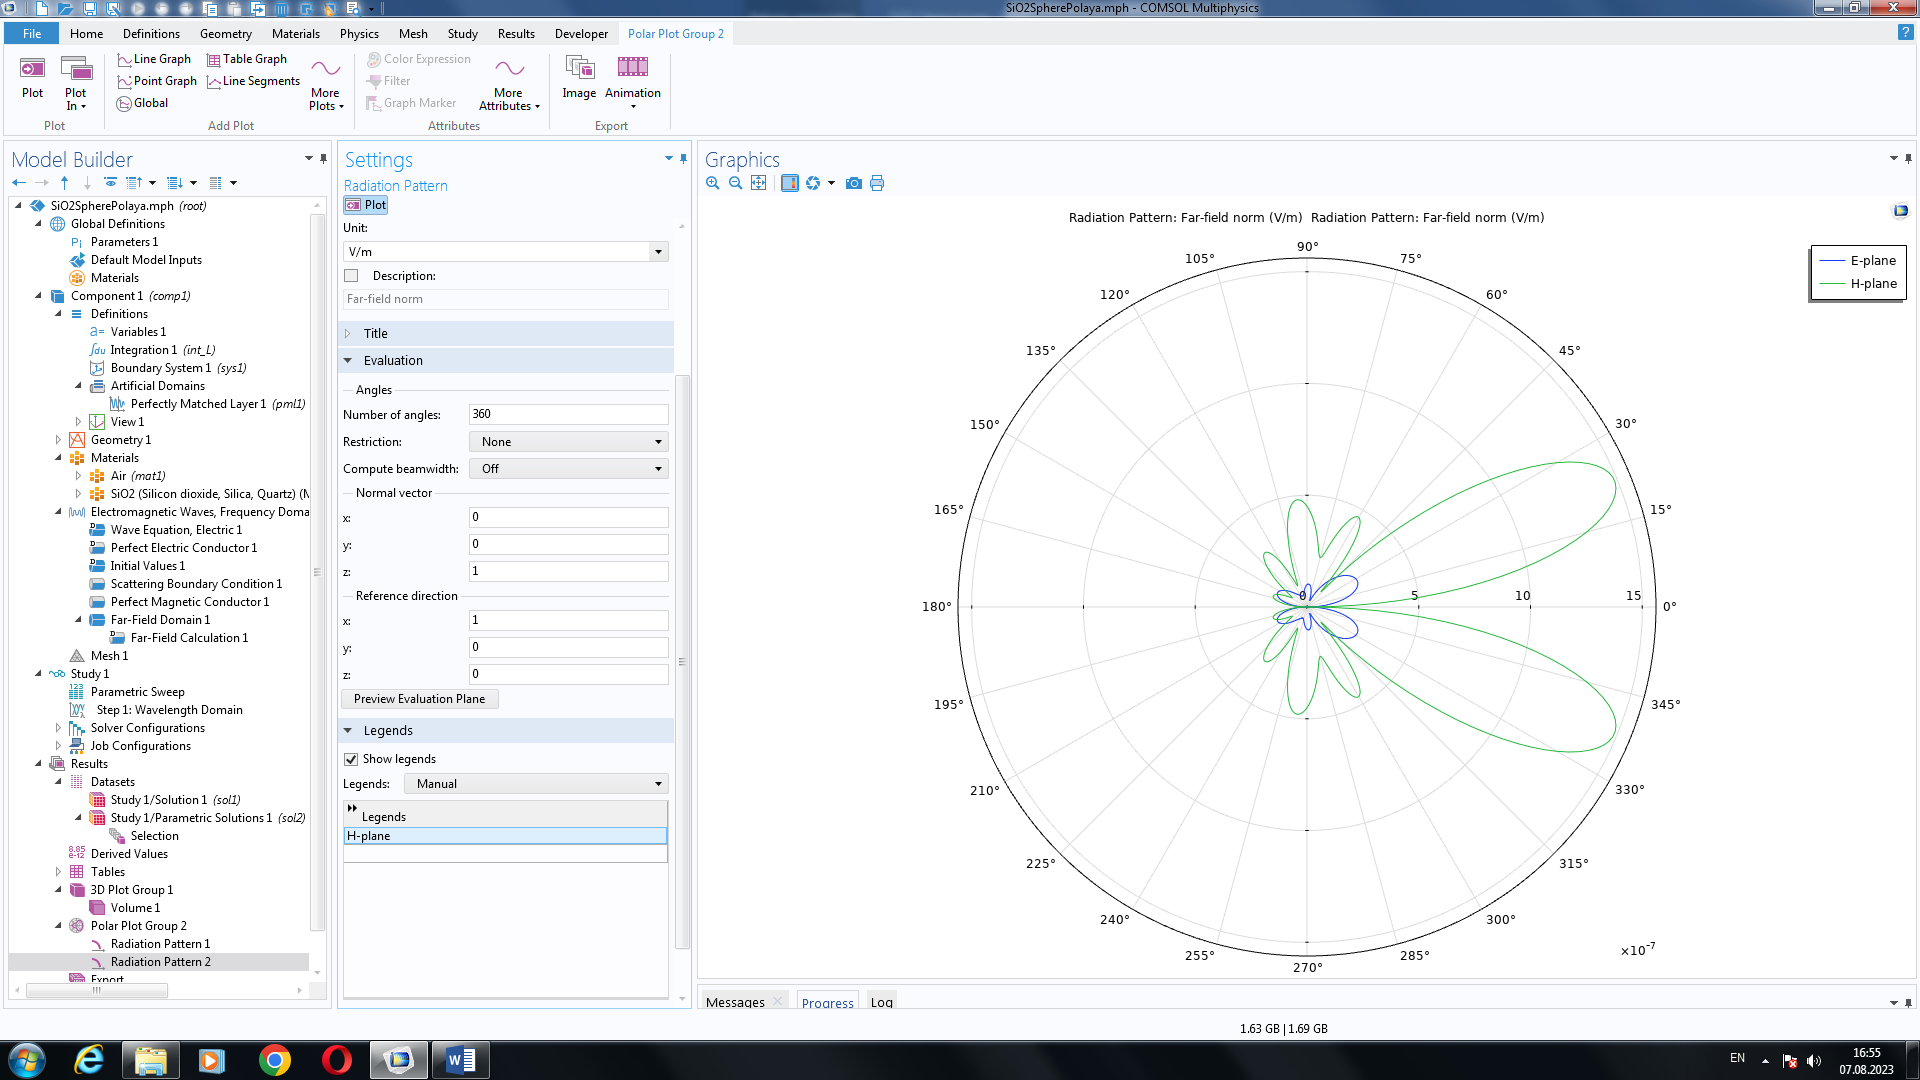 SiO2SpherePolaya.mph - COMSOL Multiphysics
File
Home
Definitions
Geometry
Materials
Physics
Mesh
Study
Results
Developer
Polar Plot Group 2
Plot
Plot In
Plot
Line Graph
Point Graph
Global
Table Graph
Line Segments
More Plots
Add Plot
Color Expression
Filter
Graph Marker
More Attributes
Attributes
Image
Animation
Export
Model Builder
SiO2SpherePolaya.mph (root)
Global Definitions
Pi Parameters 1
Default Model Inputs
Materials
Component 1 (comp1)
Definitions
a= Variables 1
∫du Integration 1 (int_L)
Boundary System 1 (sys1)
Artificial Domains
Perfectly Matched Layer 1 (pml1)
View 1
Geometry 1
Materials
Air (mat1)
SiO2 (Silicon dioxide, Silica, Quartz) (M
Electromagnetic Waves, Frequency Doma
D Wave Equation, Electric 1
D Perfect Electric Conductor 1
D Initial Values 1
Scattering Boundary Condition 1
Perfect Magnetic Conductor 1
Far-Field Domain 1
D Far-Field Calculation 1
Mesh 1
Study 1
123 Parametric Sweep
Step 1: Wavelength Domain
Solver Configurations
Job Configurations
Results
Datasets
Study 1/Solution 1 (sol1)
Study 1/Parametric Solutions 1 (sol2)
Selection
8.85 e-12 Derived Values
Tables
3D Plot Group 1
Volume 1
Polar Plot Group 2
Radiation Pattern 1
Radiation Pattern 2
Export
Settings
Radiation Pattern
Plot
Unit:
V/m
Description:
Far-field norm
Title
Evaluation
Angles
Number of angles: 360
Restriction: None
Compute beamwidth: Off
Normal vector
x: 0
y: 0
z: 1
Reference direction
x: 1
y: 0
z: 0
Preview Evaluation Plane
Legends
Show legends
Legends: Manual
Legends
H-plane
Graphics
Radiation Pattern: Far-field norm (V/m) Radiation Pattern: Far-field norm (V/m)
E-plane
H-plane
90°
105° 75°
120° 60°
135° 45°
150° 30°
165° 15°
0 5 10 15
180° 0°
195° 345°
210° 330°
225° 315°
240° 300°
×10-7
255° 285°
270°
Messages
Progress
Log
1.63 GB | 1.69 GB
EN
16:55
07.08.2023